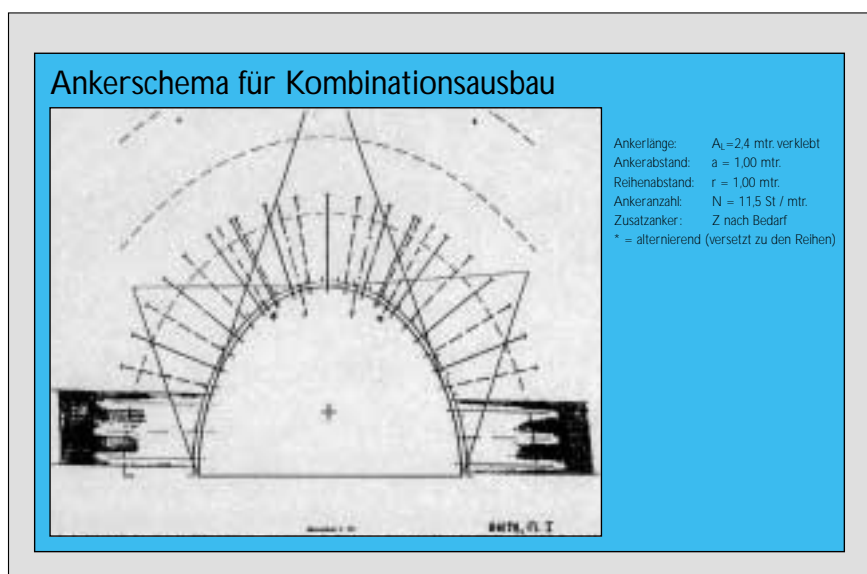 Ankerschema für Kombinationsausbau
Ankerlänge: A_L=2,4 mtr. verklebt
Ankerabstand: a = 1,00 mtr.
Reihenabstand: r = 1,00 mtr.
Ankeranzahl: N = 11,5 St / mtr.
Zusatzanker: Z nach Bedarf
* = alternierend (versetzt zu den Reihen)